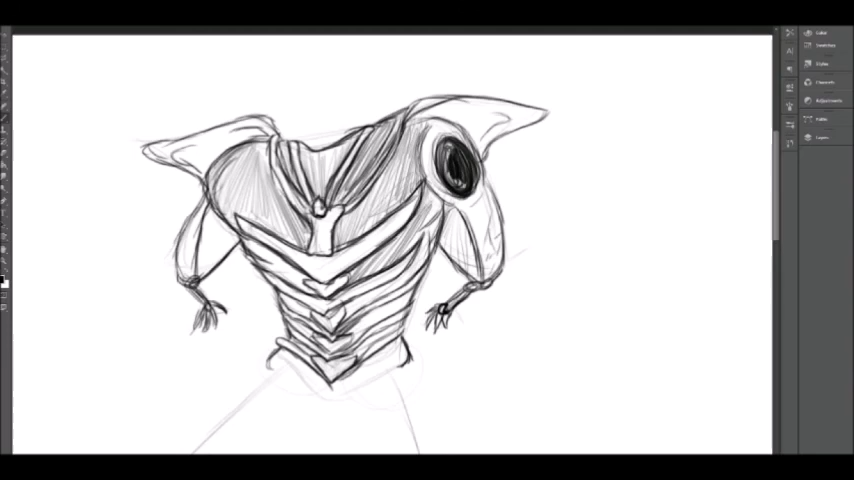 Color
Swatches
Styles
Channels
Adjustments
Paths
Layers